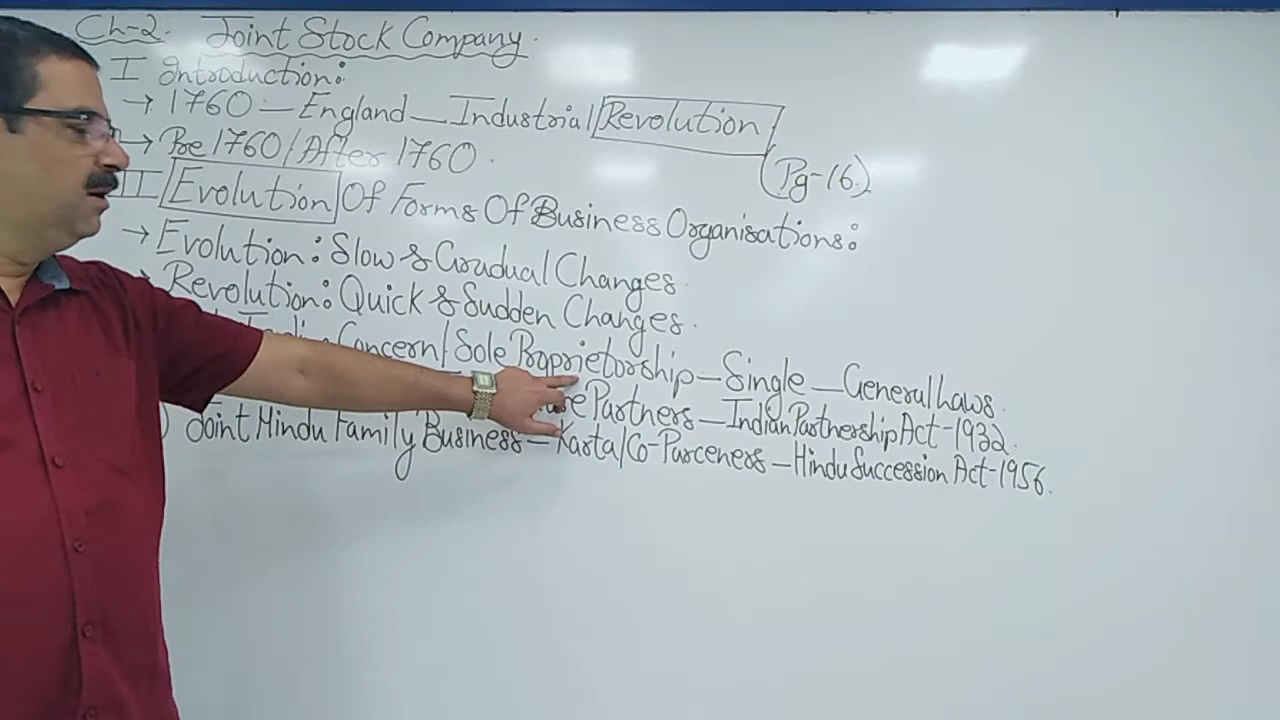 Ch-2. Joint Stock Company.
I Introduction:
→ 1760 — England — Industrial Revolution
→ Pre 1760 / After 1760.
(Pg-16.)
II Evolution Of Forms Of Business Organisations:
→ Evolution: Slow & Gradual Changes.
→ Revolution: Quick & Sudden Changes.
Concern/Sole Proprietorship — Single — General Laws.
Partners — Indian Partnership Act-1932.
) Joint Hindu Family Business — Karta/Co-Parceners — Hindu Succession Act-1956.